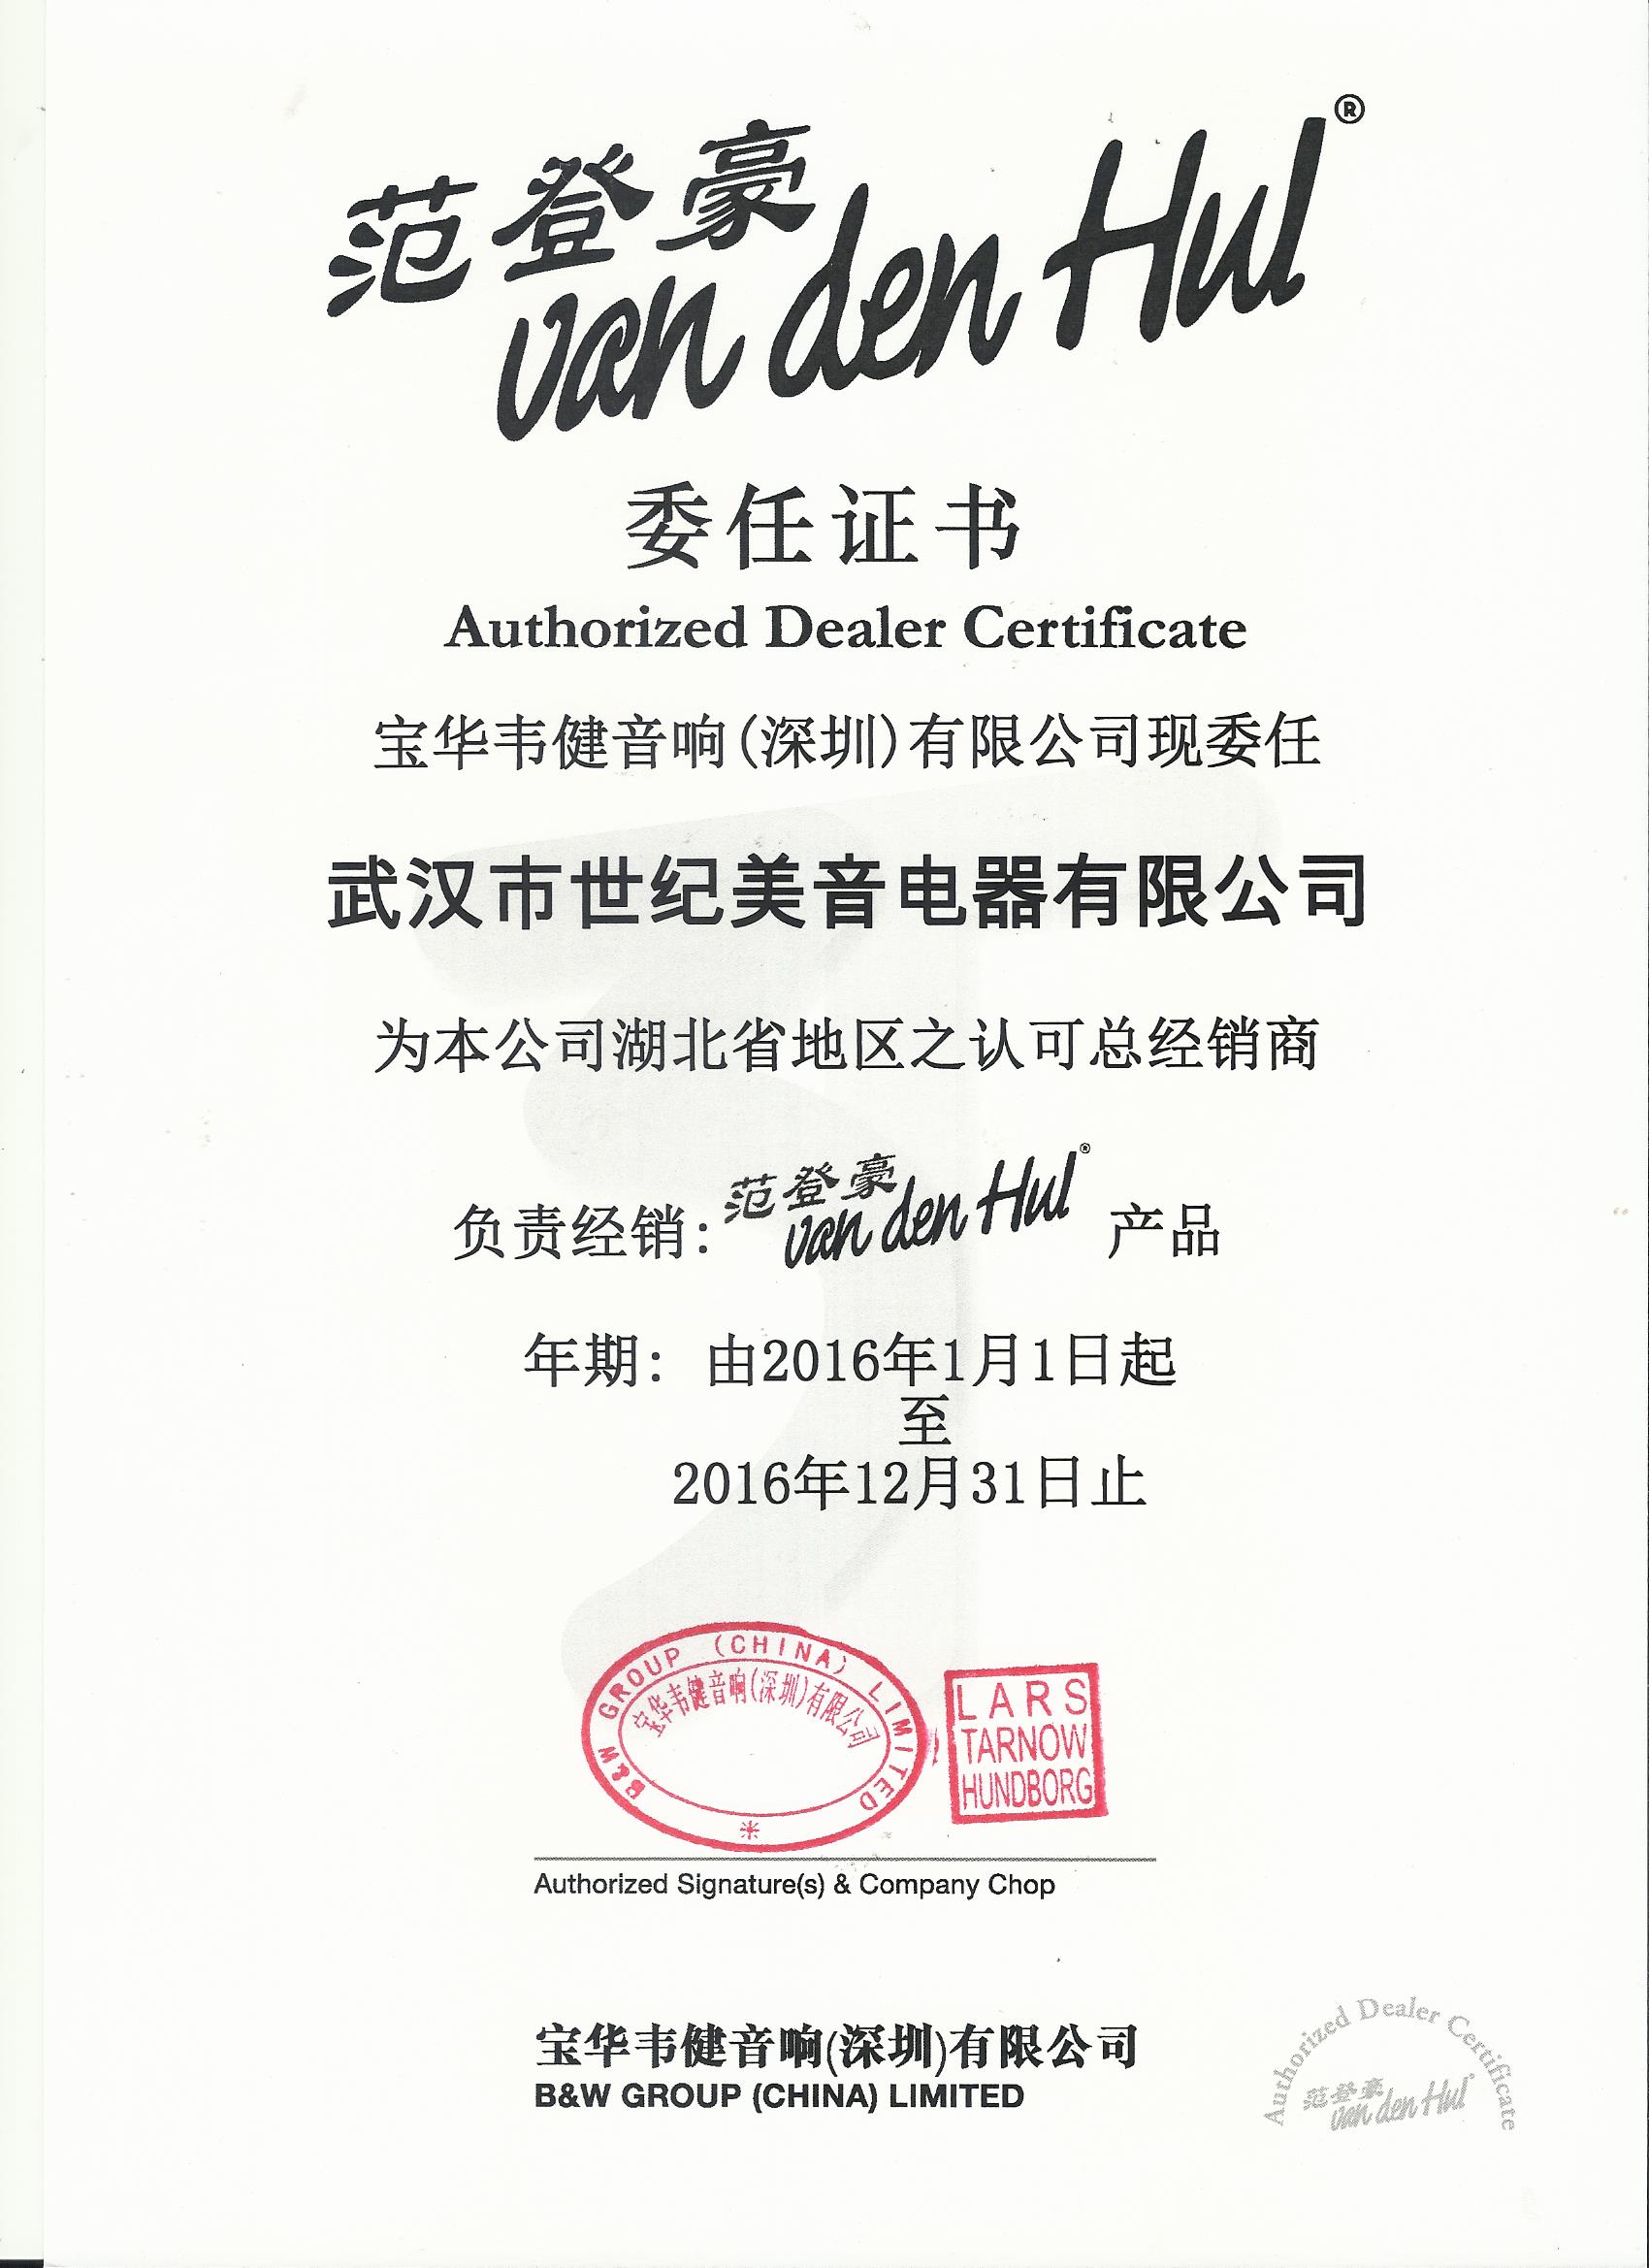 范登豪
van den Hul®
委任证书
Authorized Dealer Certificate
宝华韦健音响(深圳)有限公司现委任
武汉市世纪美音电器有限公司
为本公司湖北省地区之认可总经销商
负责经销:范登豪 van den Hul® 产品
年期: 由2016年1月1日起
至
2016年12月31日止
B&W GROUP (CHINA) LIMITED
宝华韦健音响(深圳)有限公司
*
LARS
TARNOW
HUNDBORG
Authorized Signature(s) & Company Chop
宝华韦健音响(深圳)有限公司
B&W GROUP (CHINA) LIMITED
Authorized Dealer Certificate
范登豪
van den Hul